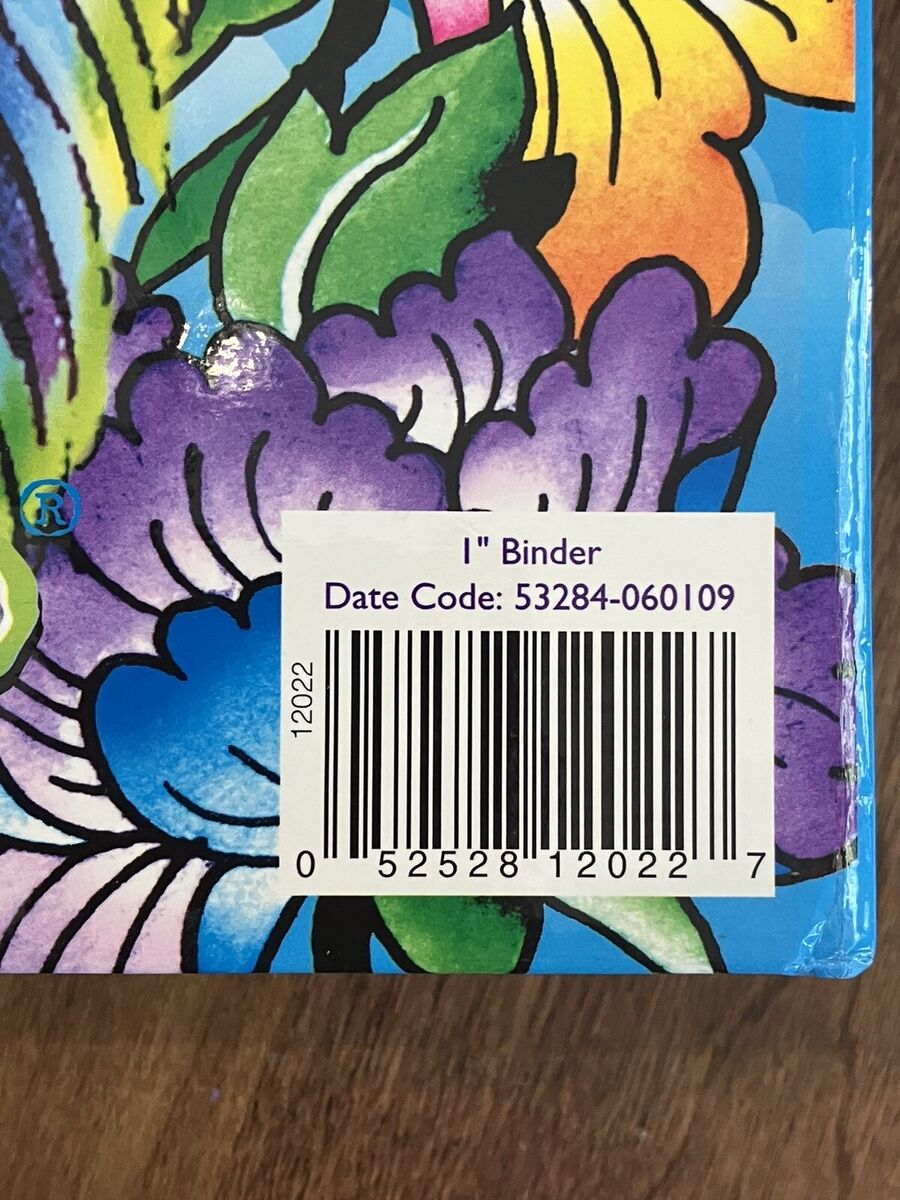 ®
1" Binder
Date Code: 53284-060109
12022
0 52528 12022 7